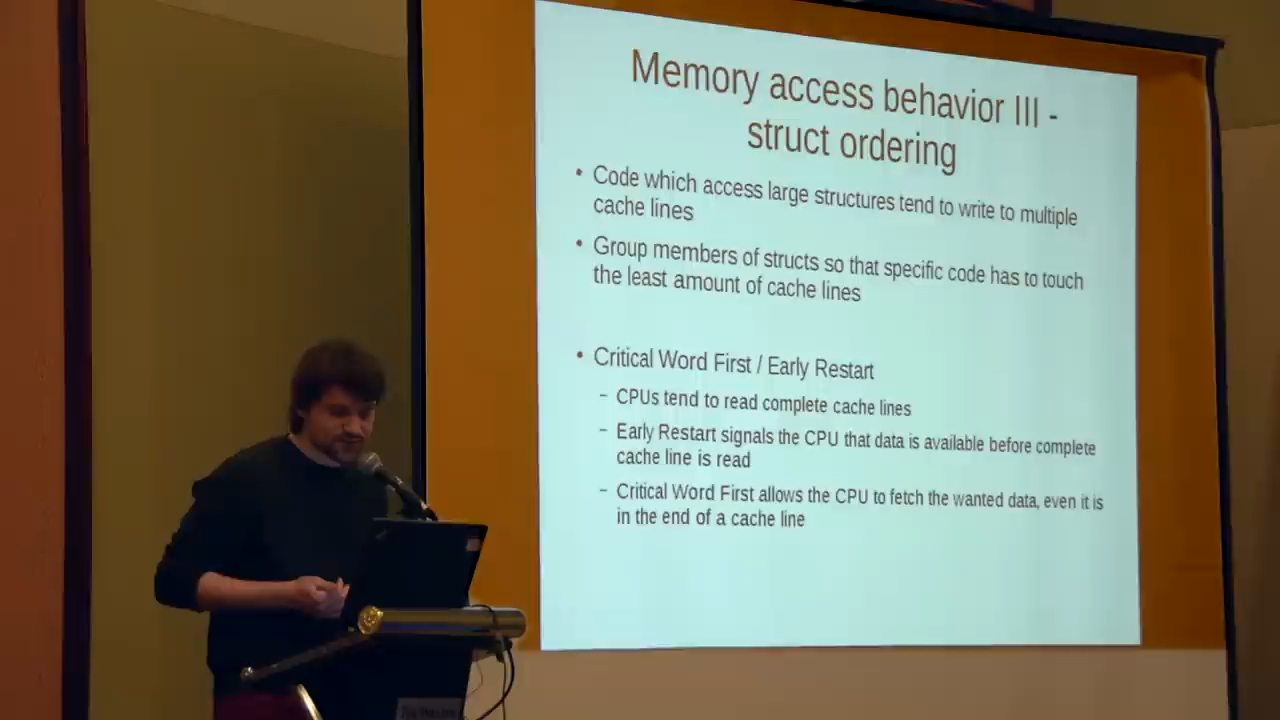 Memory access behavior III -
struct ordering
• Code which access large structures tend to write to multiple
cache lines
• Group members of structs so that specific code has to touch
the least amount of cache lines
• Critical Word First / Early Restart
– CPUs tend to read complete cache lines
– Early Restart signals the CPU that data is available before complete
cache line is read
– Critical Word First allows the CPU to fetch the wanted data, even it is
in the end of a cache line